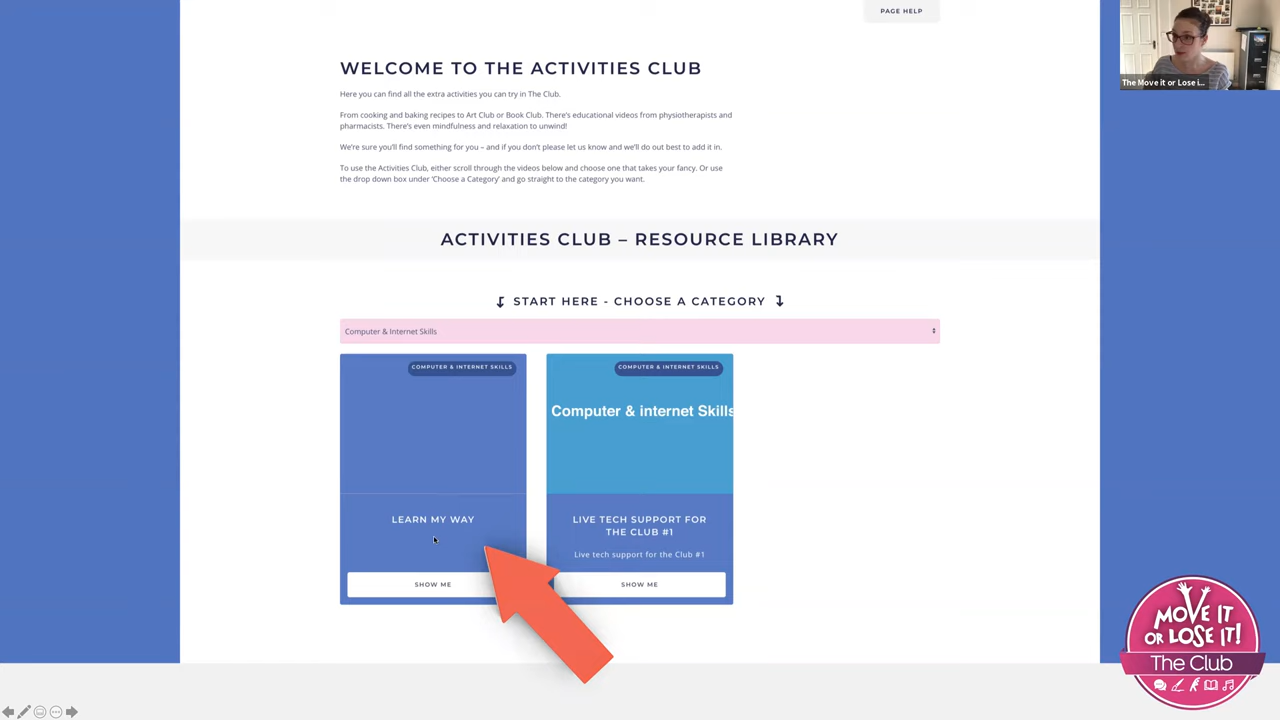 PAGE HELP
The Move it or Lose i...
WELCOME TO THE ACTIVITIES CLUB
Here you can find all the extra activities you can try in The Club.
From cooking and baking recipes to Art Club or Book Club. There's educational videos from physiotherapists and
pharmacists. There's even mindfulness and relaxation to unwind!
We're sure you'll find something for you – and if you don't please let us know and we'll do out best to add it in.
To use the Activities Club, either scroll through the videos below and choose one that takes your fancy. Or use
the drop down box under 'Choose a Category' and go straight to the category you want.
ACTIVITIES CLUB – RESOURCE LIBRARY
START HERE - CHOOSE A CATEGORY
Computer & Internet Skills
COMPUTER & INTERNET SKILLS
LEARN MY WAY
SHOW ME
COMPUTER & INTERNET SKILLS
Computer & internet Skills
LIVE TECH SUPPORT FOR
THE CLUB #1
Live tech support for the Club #1
SHOW ME
MOVE IT
OR LOSE IT!
The Club